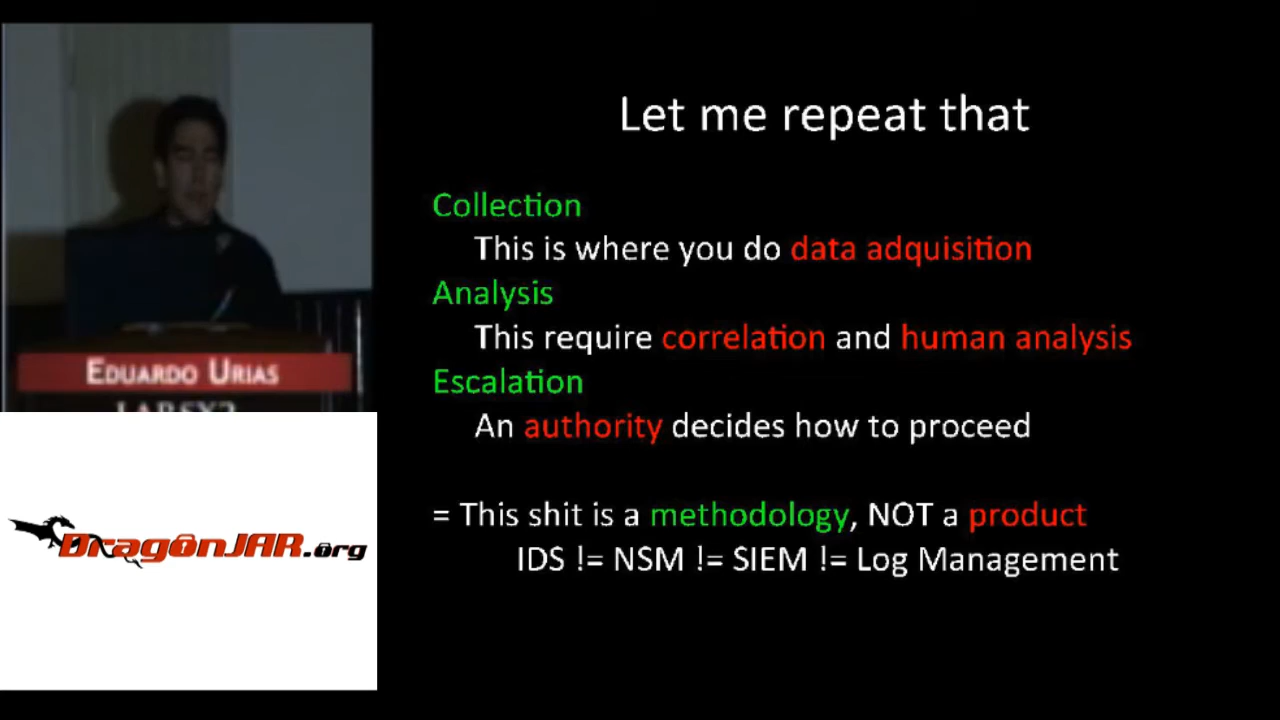 Let me repeat that
Collection
This is where you do data adquisition
Analysis
This require correlation and human analysis
Escalation
An authority decides how to proceed
= This shit is a methodology, NOT a product
IDS != NSM != SIEM != Log Management
EDUARDO URIAS
DragonJAR.org